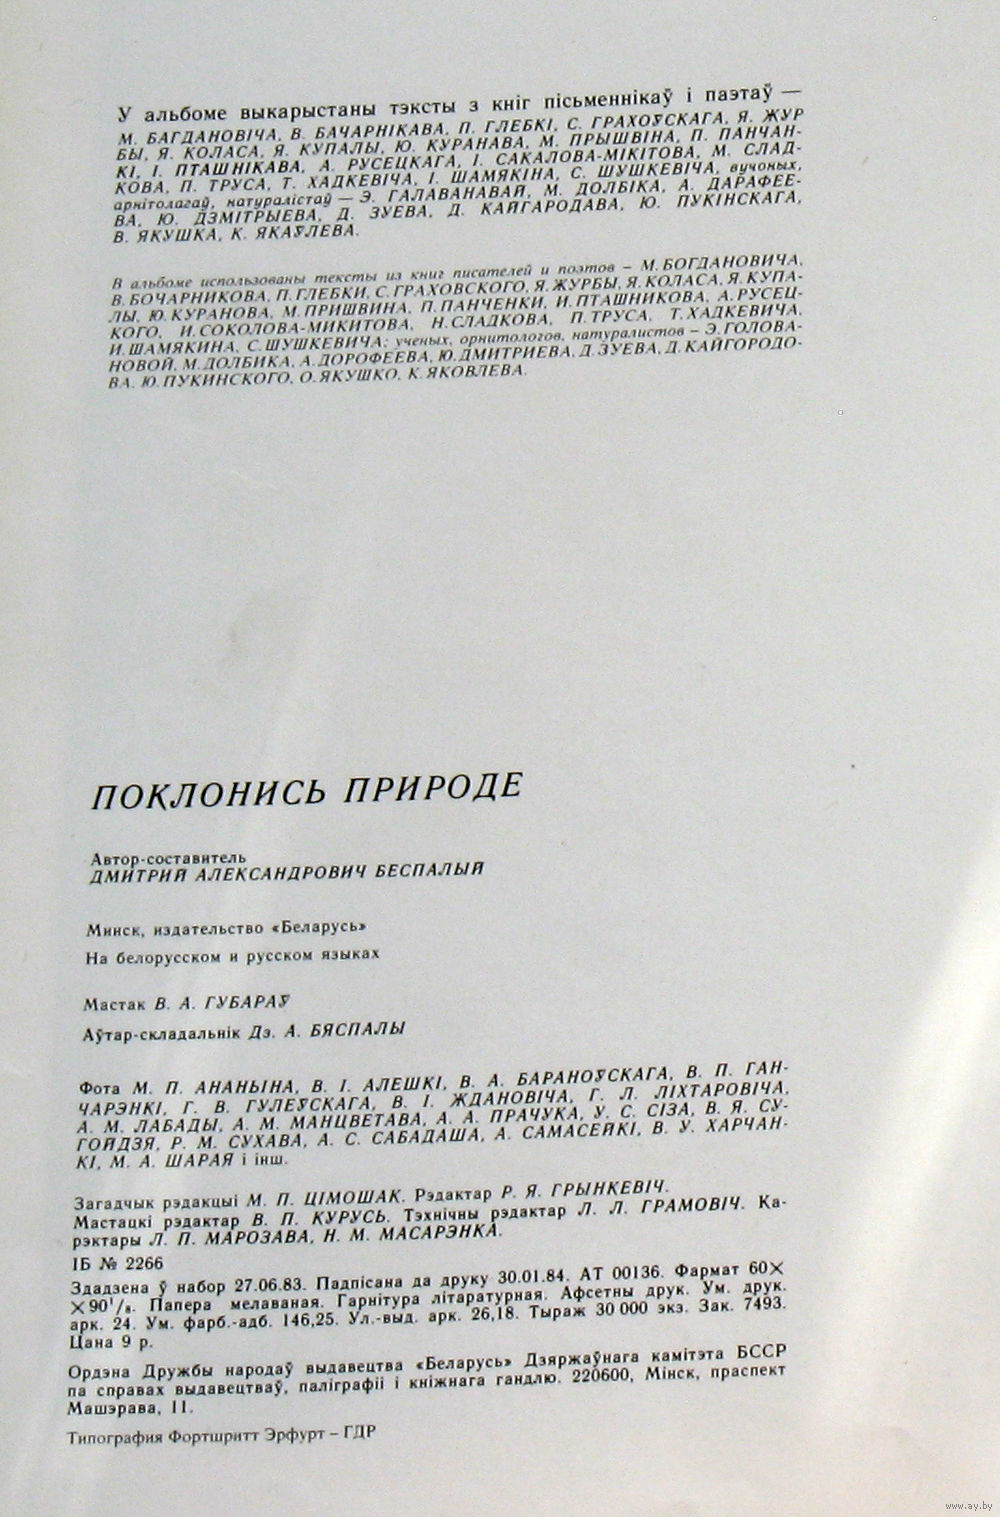 У альбоме выкарыстаны тэксты з кніг пісьменнікаў і паэтаў —
М. БАГДАНОВІЧА, В. БАЧАРНІКАВА, П. ГЛЕБКІ, С. ГРАХОЎСКАГА, Я. ЖУР
БЫ, Я. КОЛАСА, Я. КУПАЛЫ, Ю. КУРАНАВА, М. ПРЫШВІНА, П. ПАНЧАН-
КІ, І. ПТАШНІКАВА, А. РУСЕЦКАГА, І. САКАЛОВА-МІКІТОВА, М. СЛАД-
КОВА, П. ТРУСА, Т. ХАДКЕВІЧА, І. ШАМЯКІНА, С. ШУШКЕВІЧА, вучоных,
арнітолагаў, натуралістаў — Э. ГАЛАВАНАВАЙ, М. ДОЛБІКА, А. ДАРАФЕЕ-
ВА, Ю. ДЗМІТРЫЕВА, Д. ЗУЕВА, Д. КАЙГАРОДАВА, Ю. ПУКІНСКАГА,
В. ЯКУШКА, К. ЯКАЎЛЕВА.
В альбоме использованы тексты из книг писателей и поэтов – М.БОГДАНОВИЧА,
В.БОЧАРНИКОВА, П.ГЛЕБКИ, С.ГРАХОВСКОГО, Я.ЖУРБЫ, Я.КОЛАСА, Я.КУПА-
ЛЫ, Ю.КУРАНОВА, М.ПРИШВИНА, П.ПАНЧЕНКИ, И.ПТАШНИКОВА, А.РУСЕЦ-
КОГО, И.СОКОЛОВА-МИКИТОВА, Н.СЛАДКОВА, П.ТРУСА, Т.ХАДКЕВИЧА,
И.ШАМЯКИНА, С.ШУШКЕВИЧА; ученых, орнитологов, натуралистов – Э.ГОЛОВА-
НОВОЙ, М.ДОЛБИКА, А.ДОРОФЕЕВА, Ю.ДМИТРИЕВА, Д.ЗУЕВА, Д.КАЙГОРОДО-
ВА, Ю.ПУКИНСКОГО, О.ЯКУШКО, К.ЯКОВЛЕВА.
ПОКЛОНИСЬ ПРИРОДЕ
Автор-составитель
ДМИТРИЙ АЛЕКСАНДРОВИЧ БЕСПАЛЫЙ
Минск, издательство «Беларусь»
На белорусском и русском языках
Мастак В. А. ГУБАРАЎ
Аўтар-складальнік Дз. А. БЯСПАЛЫ
Фота М. П. АНАНЬІНА, В. І. АЛЕШКІ, В. А. БАРАНОЎСКАГА, В. П. ГАН-
ЧАРЭНКІ, Г. В. ГУЛЕЎСКАГА, В. І. ЖДАНОВІЧА, Г. Л. ЛІХТАРОВІЧА,
А. М. ЛАБАДЫ, А. М. МАНЦВЕТАВА, А. А. ПРАЧУКА, У. С. СІЗА, В. Я. СУ-
ГОЙДЗЯ, Р. М. СУХАВА, А. С. САБАДАША, А. САМАСЕЙКІ, В. У. ХАРЧАН-
КІ, М. А. ШАРАЯ і інш.
Загадчык рэдакцыі М. П. ЦІМОШАК. Рэдактар Р. Я. ГРЫНКЕВІЧ.
Мастацкі рэдактар В. П. КУРУСЬ. Тэхнічны рэдактар Л. Л. ГРАМОВІЧ. Ка-
рэктары Л. П. МАРОЗАВА, Н. М. МАСАРЭНКА.
ІБ № 2266
Здадзена ў набор 27.06.83. Падпісана да друку 30.01.84. АТ 00136. Фармат 60×
×90¹/₈. Папера мелаваная. Гарнітура літаратурная. Афсетны друк. Ум. друк.
арк. 24. Ум. фарб.-адб. 146,25. Ул.-выд. арк. 26,18. Тыраж 30 000 экз. Зак. 7493.
Цана 9 р.
Ордэна Дружбы народаў выдавецтва «Беларусь» Дзяржаўнага камітэта БССР
па справах выдавецтваў, паліграфіі і кніжнага гандлю. 220600, Мінск, праспект
Машэрава, 11.
Типография Фортшритт Эрфурт – ГДР
www.ay.by